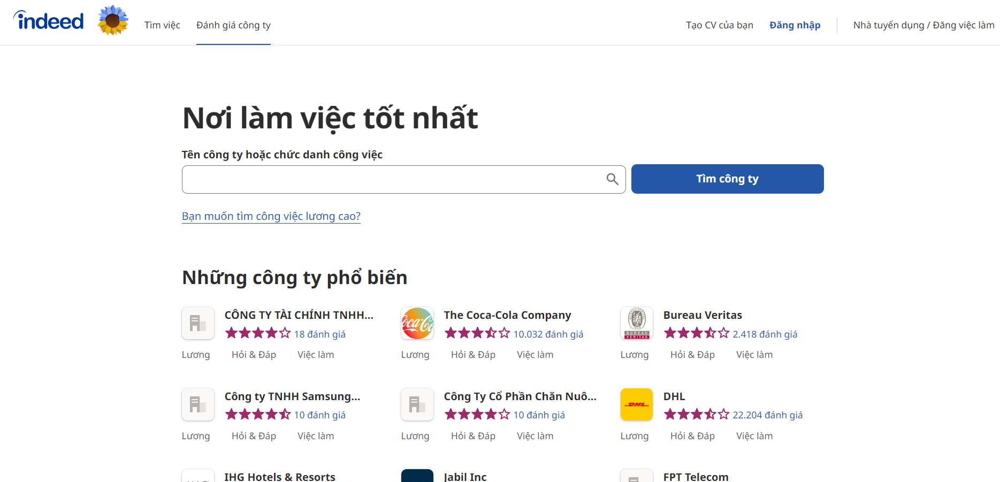 indeed
Tìm việc
Đánh giá công ty
Tạo CV của bạn
Đăng nhập
Nhà tuyển dụng / Đăng việc làm
Nơi làm việc tốt nhất
Tên công ty hoặc chức danh công việc
Tìm công ty
Bạn muốn tìm công việc lương cao?
Những công ty phổ biến
CÔNG TY TÀI CHÍNH TNHH...
18 đánh giá
Lương Hỏi & Đáp Việc làm
Coca-Co
The Coca-Cola Company
10.032 đánh giá
Lương Hỏi & Đáp Việc làm
BUREAU VERITAS
Bureau Veritas
2.418 đánh giá
Lương Hỏi & Đáp Việc làm
Công ty TNHH Samsung...
10 đánh giá
Lương Hỏi & Đáp Việc làm
Công Ty Cổ Phần Chăn Nuô...
10 đánh giá
Lương Hỏi & Đáp Việc làm
DHL
DHL
22.204 đánh giá
Lương Hỏi & Đáp Việc làm
IHG Hotels & Resorts
Jabil Inc
FPT Telecom